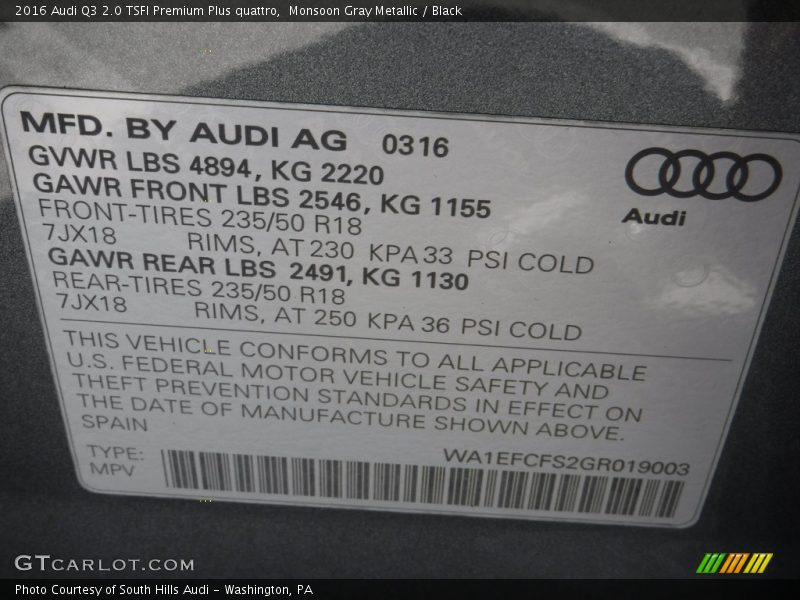 2016 Audi Q3 2.0 TSFI Premium Plus quattro,  Monsoon Gray Metallic / Black
MFD. BY AUDI AG 0316
GVWR LBS 4894, KG 2220
GAWR FRONT LBS 2546, KG 1155
FRONT-TIRES 235/50 R18
7JX18 RIMS, AT 230 KPA 33 PSI COLD
GAWR REAR LBS 2491, KG 1130
REAR-TIRES 235/50 R18
7JX18 RIMS, AT 250 KPA 36 PSI COLD
Audi
THIS VEHICLE CONFORMS TO ALL APPLICABLE
U.S. FEDERAL MOTOR VEHICLE SAFETY AND
THEFT PREVENTION STANDARDS IN EFFECT ON
THE DATE OF MANUFACTURE SHOWN ABOVE.
SPAIN
TYPE: WA1EFCFS2GR019003
MPV
GTCARLOT.COM
Photo Courtesy of South Hills Audi - Washington, PA